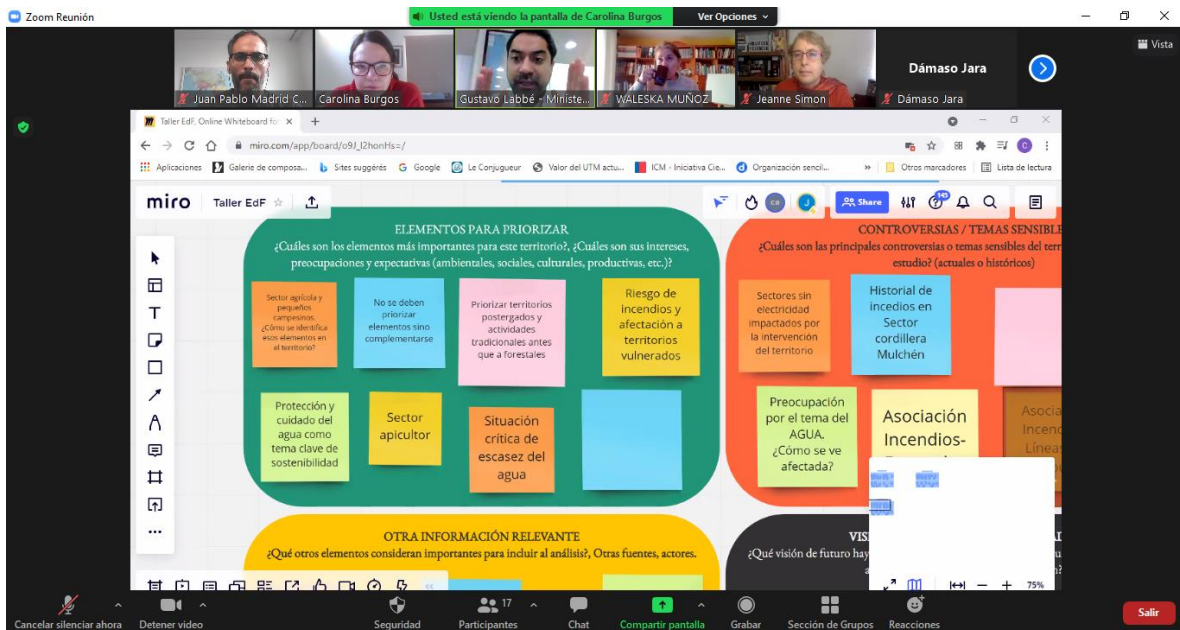 Zoom Reunión
Usted está viendo la pantalla de Carolina Burgos
Ver Opciones
Vista
Juan Pablo Madrid C...
Carolina Burgos
Gustavo Labbé - Ministe...
WALESKA MUÑOZ
Jeanne Simon
Dámaso Jara
Dámaso Jara
Taller EdF, Online Whiteboard fo
miro.com/app/board/o9J_l2honHs=/
Aplicaciones
Galerie de composa...
Sites suggérés
Google
Le Conjugueur
Valor del UTM actu...
ICM - Iniciativa Cie...
Organización sencil...
»
Otros marcadores
Lista de lectura
miro
Taller EdF
Share
ELEMENTOS PARA PRIORIZAR
¿Cuáles son los elementos más importantes para este territorio?, ¿Cuáles son sus intereses,
preocupaciones y expectativas (ambientales, sociales, culturales, productivas, etc.)?
Sector agrícola y
pequeños
campesinos.
¿Cómo se identifica
esos elementos en
el territorio?
No se deben
priorizar
elementos sino
complementarse
Priorizar territorios
postergados y
actividades
tradicionales antes
que a forestales
Riesgo de
incendios y
afectación a
territorios
vulnerados
Protección y
cuidado del
agua como
tema clave de
sostenibilidad
Sector
apicultor
Situación
crítica de
escasez del
agua
CONTROVERSIAS / TEMAS SENSIBLE
¿Cuáles son las principales controversias o temas sensibles del terr
estudio? (actuales o históricos)
Sectores sin
electricidad
impactados por
la intervención
del territorio
Historial de
incedios en
Sector
cordillera
Mulchén
Preocupación
por el tema del
AGUA.
¿Cómo se ve
afectada?
Asociación
Incendios-
Asocia
Incend
Línea
OTRA INFORMACIÓN RELEVANTE
¿Qué otros elementos consideran importantes para incluir al análisis?, Otras fuentes, actores.
VIS
¿Qué visión de futuro hay
75%
Cancelar silenciar ahora
Detener video
Seguridad
17
Participantes
Chat
Compartir pantalla
Grabar
Sección de Grupos
Reacciones
Salir